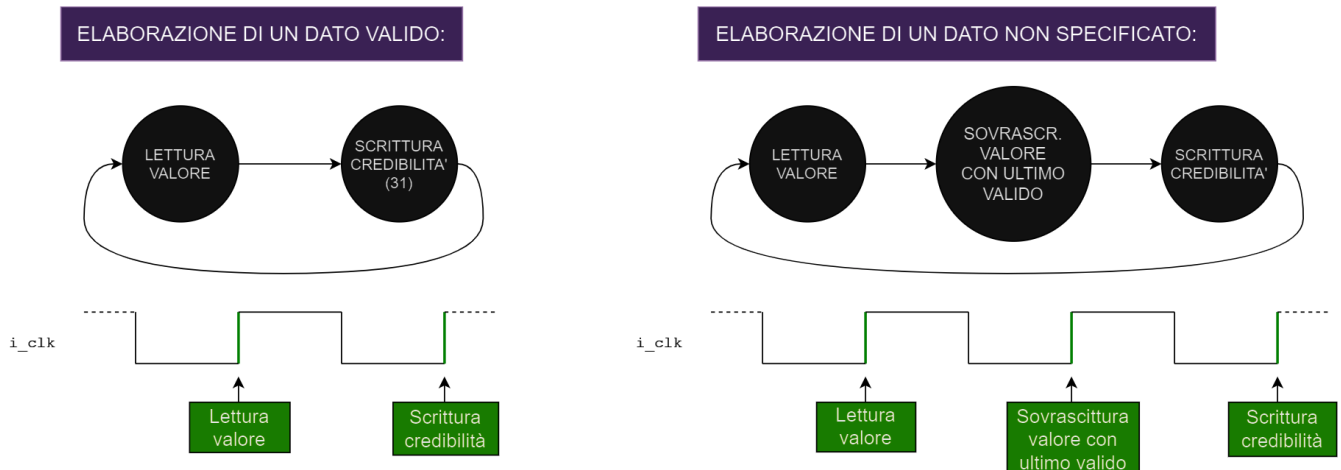 ELABORAZIONE DI UN DATO VALIDO:
LETTURA
VALORE
SCRITTURA
CREDIBILITA'
(31)
i_clk
Lettura
valore
Scrittura
credibilità
ELABORAZIONE DI UN DATO NON SPECIFICATO:
LETTURA
VALORE
SOVRASCR.
VALORE
CON ULTIMO
VALIDO
SCRITTURA
CREDIBILITA'
i_clk
Lettura
valore
Sovrascittura
valore con
ultimo valido
Scrittura
credibilità